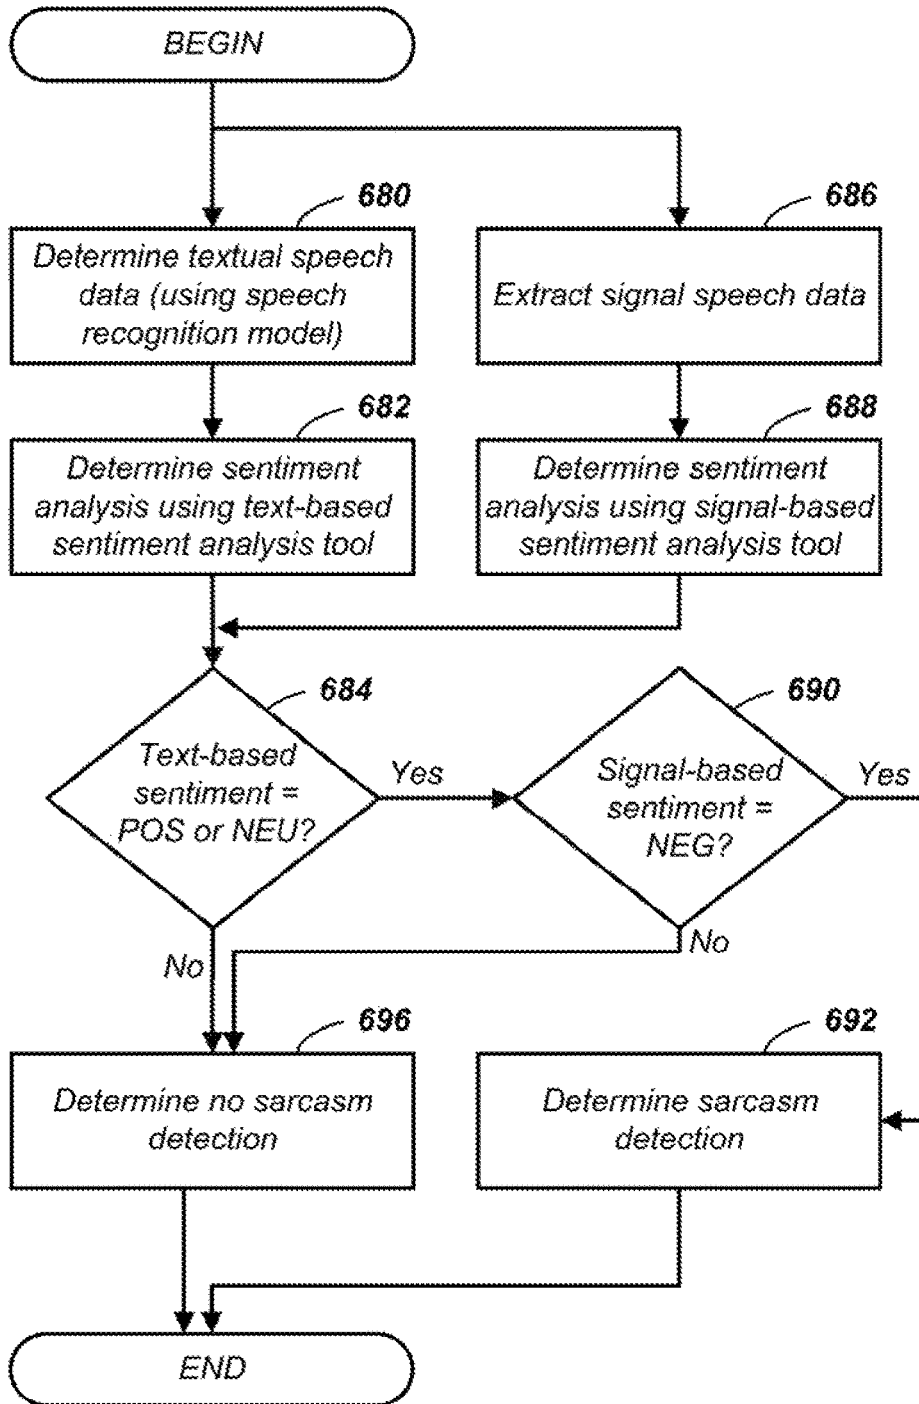 BEGIN
680
Determine textual speech
data (using speech
recognition model)
686
Extract signal speech data
682
Determine sentiment
analysis using text-based
sentiment analysis tool
688
Determine sentiment
analysis using signal-based
sentiment analysis tool
684
Text-based
sentiment =
POS or NEU?
Yes
No
690
Signal-based
sentiment =
NEG?
Yes
No
696
Determine no sarcasm
detection
692
Determine sarcasm
detection
END